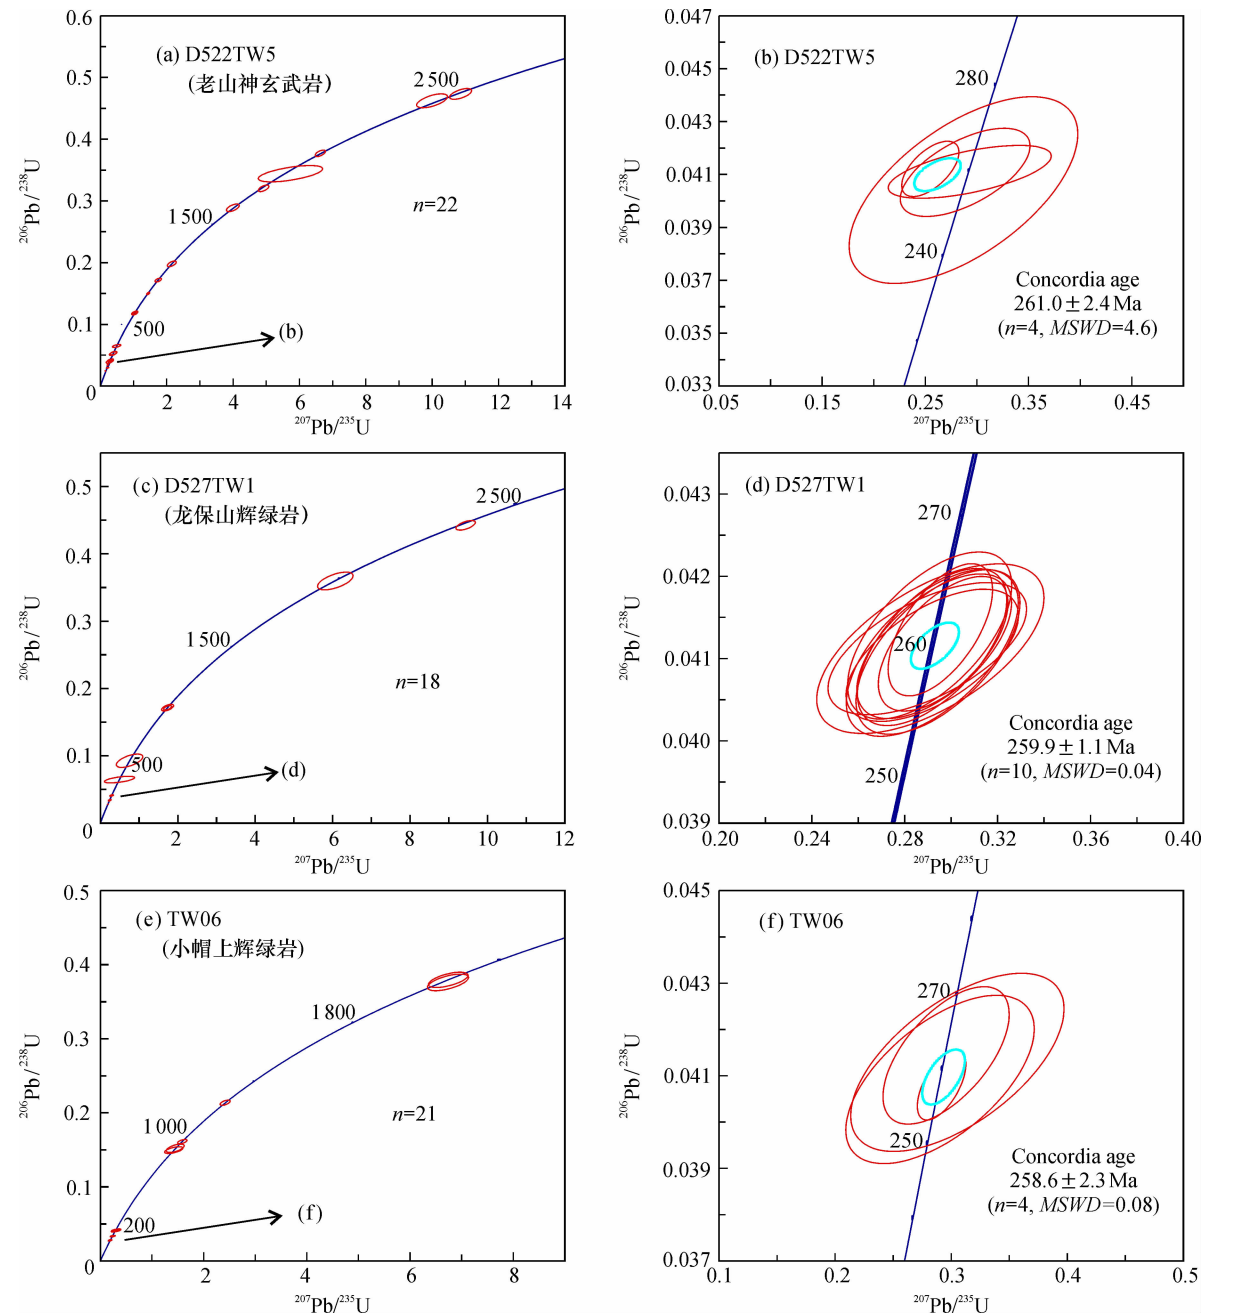 (a) D522TW5
(老山神玄武岩)
2 500
1 500
500
n=22
(b)
0.6
0.5
0.4
0.3
0.2
0.1
0
2
4
6
8
10
12
14
206Pb/238U
207Pb/235U
(b) D522TW5
280
240
Concordia age
261.0±2.4 Ma
(n=4, MSWD=4.6)
0.047
0.045
0.043
0.041
0.039
0.037
0.035
0.033
0.05
0.15
0.25
0.35
0.45
206Pb/238U
207Pb/235U
(c) D527TW1
(龙保山辉绿岩)
2 500
1 500
500
n=18
(d)
0.5
0.4
0.3
0.2
0.1
0
2
4
6
8
10
12
206Pb/238U
207Pb/235U
(d) D527TW1
270
260
250
Concordia age
259.9±1.1 Ma
(n=10, MSWD=0.04)
0.043
0.042
0.041
0.040
0.039
0.20
0.24
0.28
0.32
0.36
0.40
206Pb/238U
207Pb/235U
(e) TW06
(小帽上辉绿岩)
1 800
1 000
200
n=21
(f)
0.5
0.4
0.3
0.2
0.1
0
2
4
6
8
206Pb/238U
207Pb/235U
(f) TW06
270
250
Concordia age
258.6±2.3 Ma
(n=4, MSWD=0.08)
0.045
0.043
0.041
0.039
0.037
0.1
0.2
0.3
0.4
0.5
206Pb/238U
207Pb/235U